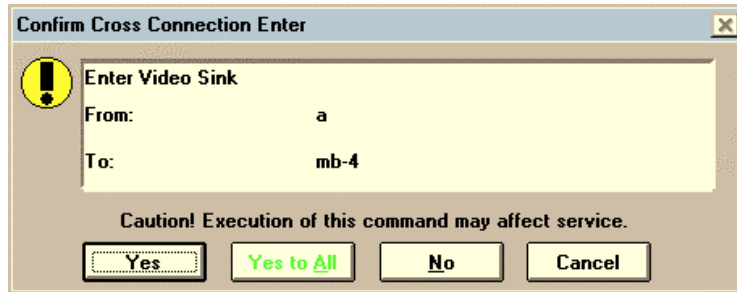 Confirm Cross Connection Enter
Enter Video Sink
From: a
To: mb-4
Caution! Execution of this command may affect service.
Yes Yes to All No Cancel